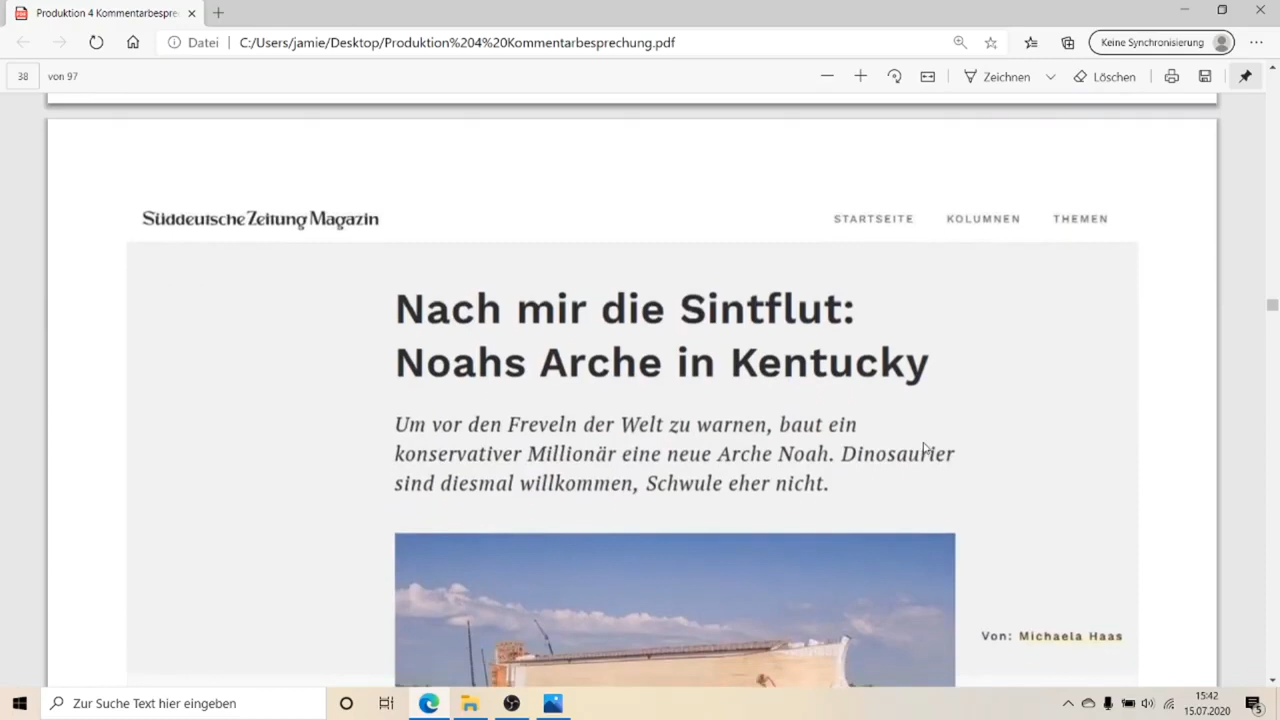 Produktion 4 Kommentarbespre
Datei C:/Users/jamie/Desktop/Produktion%204%20Kommentarbesprechung.pdf
Keine Synchronisierung
38 von 97
Zeichnen
Löschen
Süddeutsche Zeitung Magazin
STARTSEITE KOLUMNEN THEMEN
Nach mir die Sintflut:
Noahs Arche in Kentucky
Um vor den Freveln der Welt zu warnen, baut ein
konservativer Millionär eine neue Arche Noah. Dinosaurier
sind diesmal willkommen, Schwule eher nicht.
Von: Michaela Haas
Zur Suche Text hier eingeben
15:42
15.07.2020
5